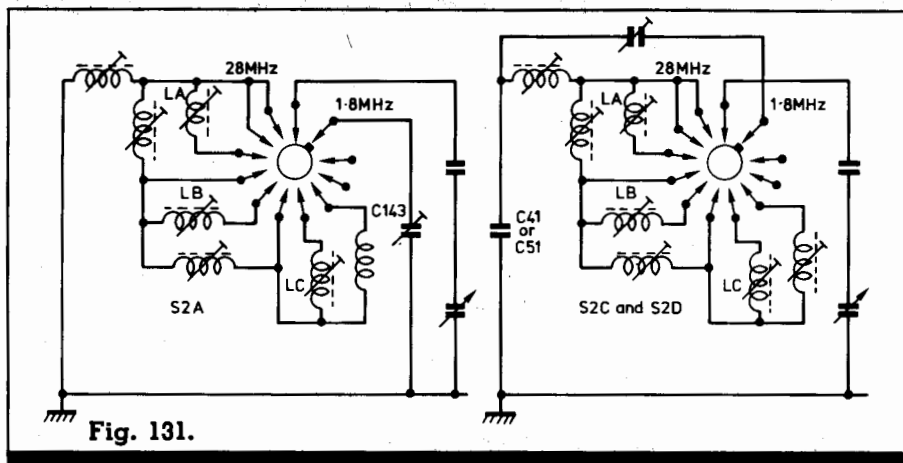 28MHz
LA
1·8MHz
LB
C143
LC
S2A
28MHz
LA
1·8MHz
LB
C41
or
C51
LC
S2C and S2D
Fig. 131.